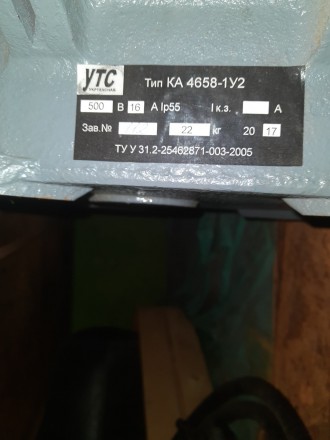 УТС
Тип КА 4658-1У2
500 В 16 А Ip55 I к.з. А
Зав.№ 22 кг 20 17
ТУ У 31.2-25462871-003-2005